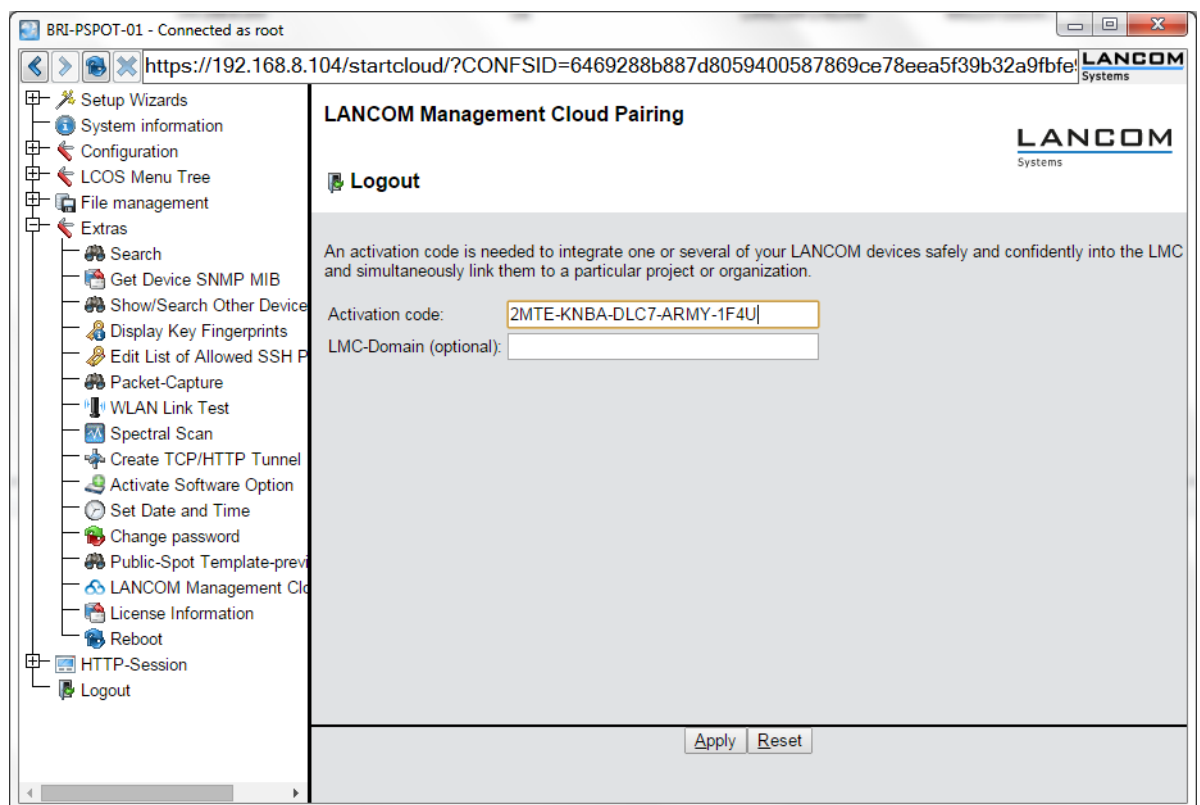 BRI-PSPOT-01 - Connected as root
https://192.168.8.104/startcloud/?CONFSID=6469288b887d8059400587869ce78eea5f39b32a9fbfe
LANCOM
Systems
Setup Wizards
System information
Configuration
LCOS Menu Tree
File management
Extras
Search
Get Device SNMP MIB
Show/Search Other Device
Display Key Fingerprints
Edit List of Allowed SSH P
Packet-Capture
WLAN Link Test
Spectral Scan
Create TCP/HTTP Tunnel
Activate Software Option
Set Date and Time
Change password
Public-Spot Template-previ
LANCOM Management Clo
License Information
Reboot
HTTP-Session
Logout
LANCOM Management Cloud Pairing
LANCOM
Systems
Logout
An activation code is needed to integrate one or several of your LANCOM devices safely and confidently into the LMC
and simultaneously link them to a particular project or organization.
Activation code: 2MTE-KNBA-DLC7-ARMY-1F4U
LMC-Domain (optional):
Apply Reset